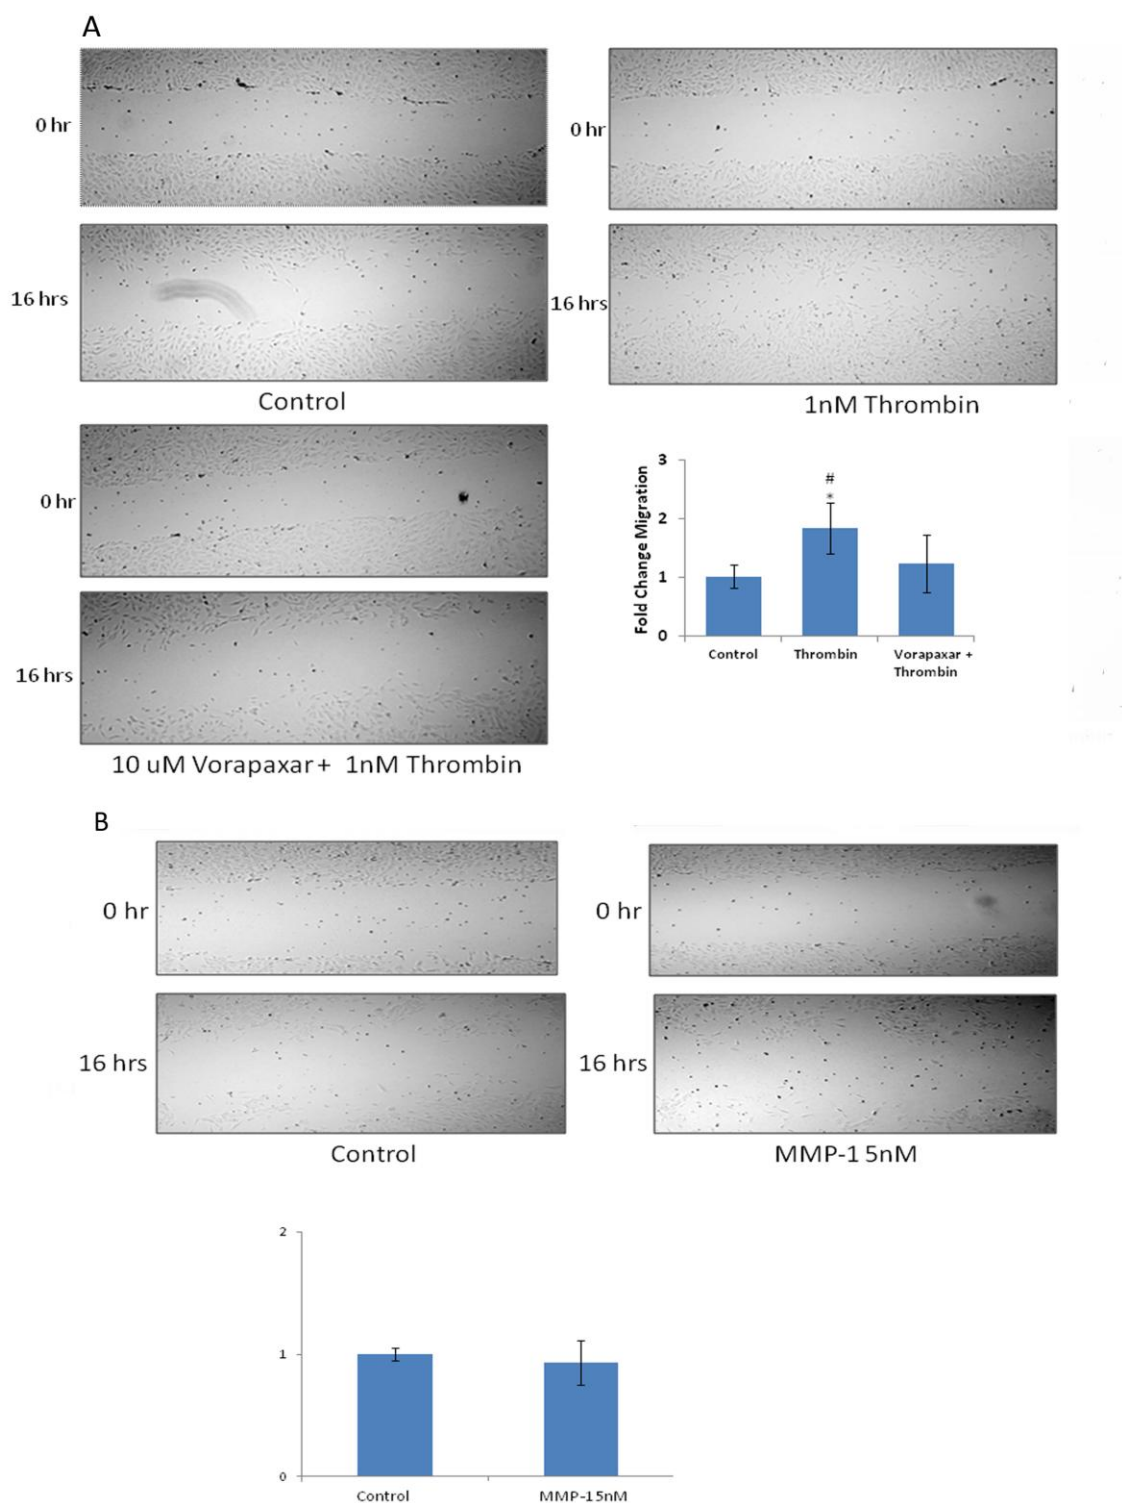 A
0 hr
0 hr
16 hrs
16 hrs
Control
1nM Thrombin
0 hr
16 hrs
10 uM Vorapaxar + 1nM Thrombin
Fold Change Migration
3
2
1
0
#
*
Control
Thrombin
Vorapaxar +
Thrombin
B
0 hr
0 hr
16 hrs
16 hrs
Control
MMP-1 5nM
2
1
0
Control
MMP-15nM